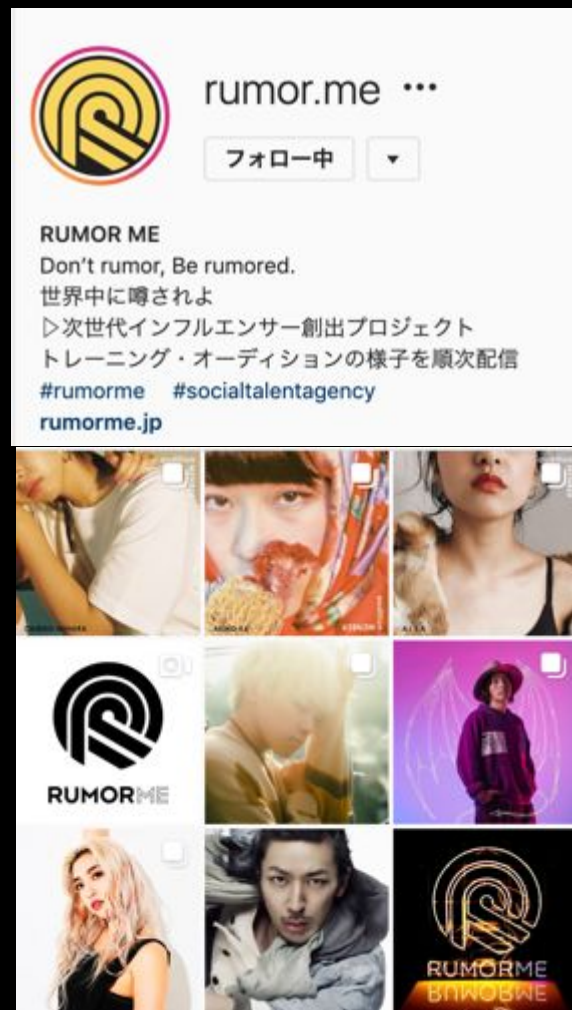 rumor.me
フォロー中
RUMOR ME
Don't rumor, Be rumored.
世界中に噂されよ
▷次世代インフルエンサー創出プロジェクト
トレーニング・オーディションの様子を順次配信
#rumorme #socialtalentagency
rumorme.jp
RUMORME
RUMORME